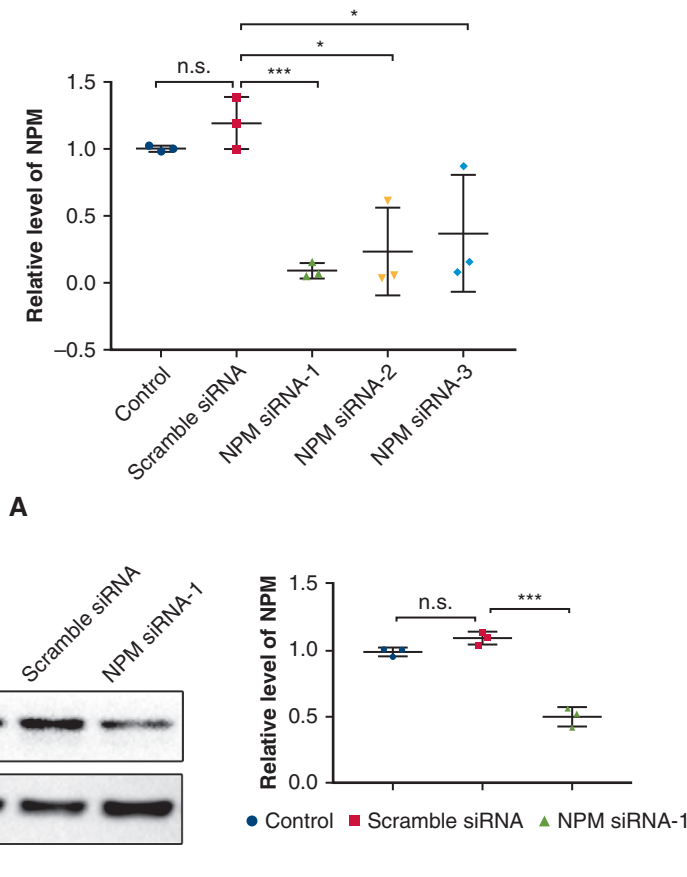 *
*
n.s.
***
1.5
1.0
0.5
0.0
–0.5
Relative level of NPM
Control
Scramble siRNA
NPM siRNA-1
NPM siRNA-2
NPM siRNA-3
A
Scramble siRNA
NPM siRNA-1
Relative level of NPM
1.5
1.0
0.5
0.0
n.s.
***
Control
Scramble siRNA
NPM siRNA-1